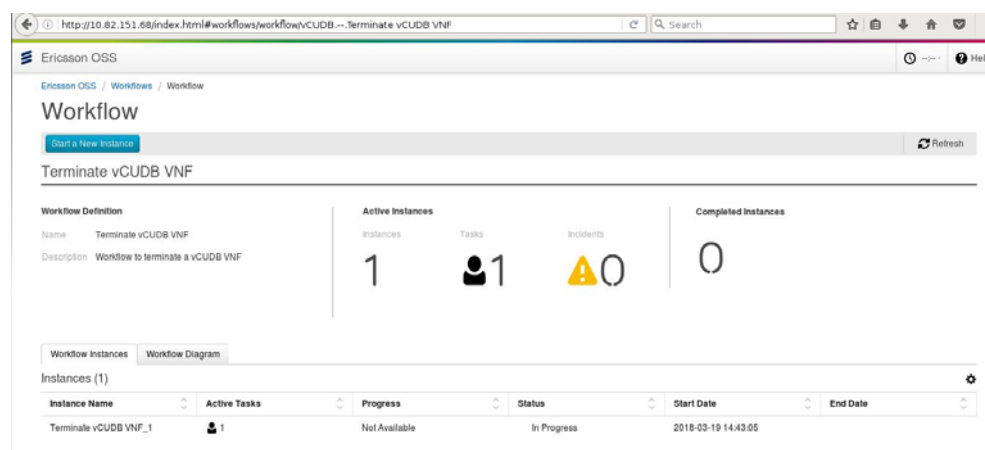 http://10.82.151.68/index.html#workflows/workflow/vCUDB.--.Terminate vCUDB VNF Search
Ericsson OSS --:-- Hel
Ericsson OSS / Workflows / Workflow
Workflow
Start a New Instance Refresh
Terminate vCUDB VNF
Workflow Definition Active Instances Completed Instances
Name Terminate vCUDB VNF Instances Tasks Incidents
Description Workflow to terminate a vCUDB VNF
1 1 0 0
Workflow Instances Workflow Diagram
Instances (1)
Instance Name Active Tasks Progress Status Start Date End Date
Terminate vCUDB VNF_1 1 Not Available In Progress 2018-03-19 14:43:05